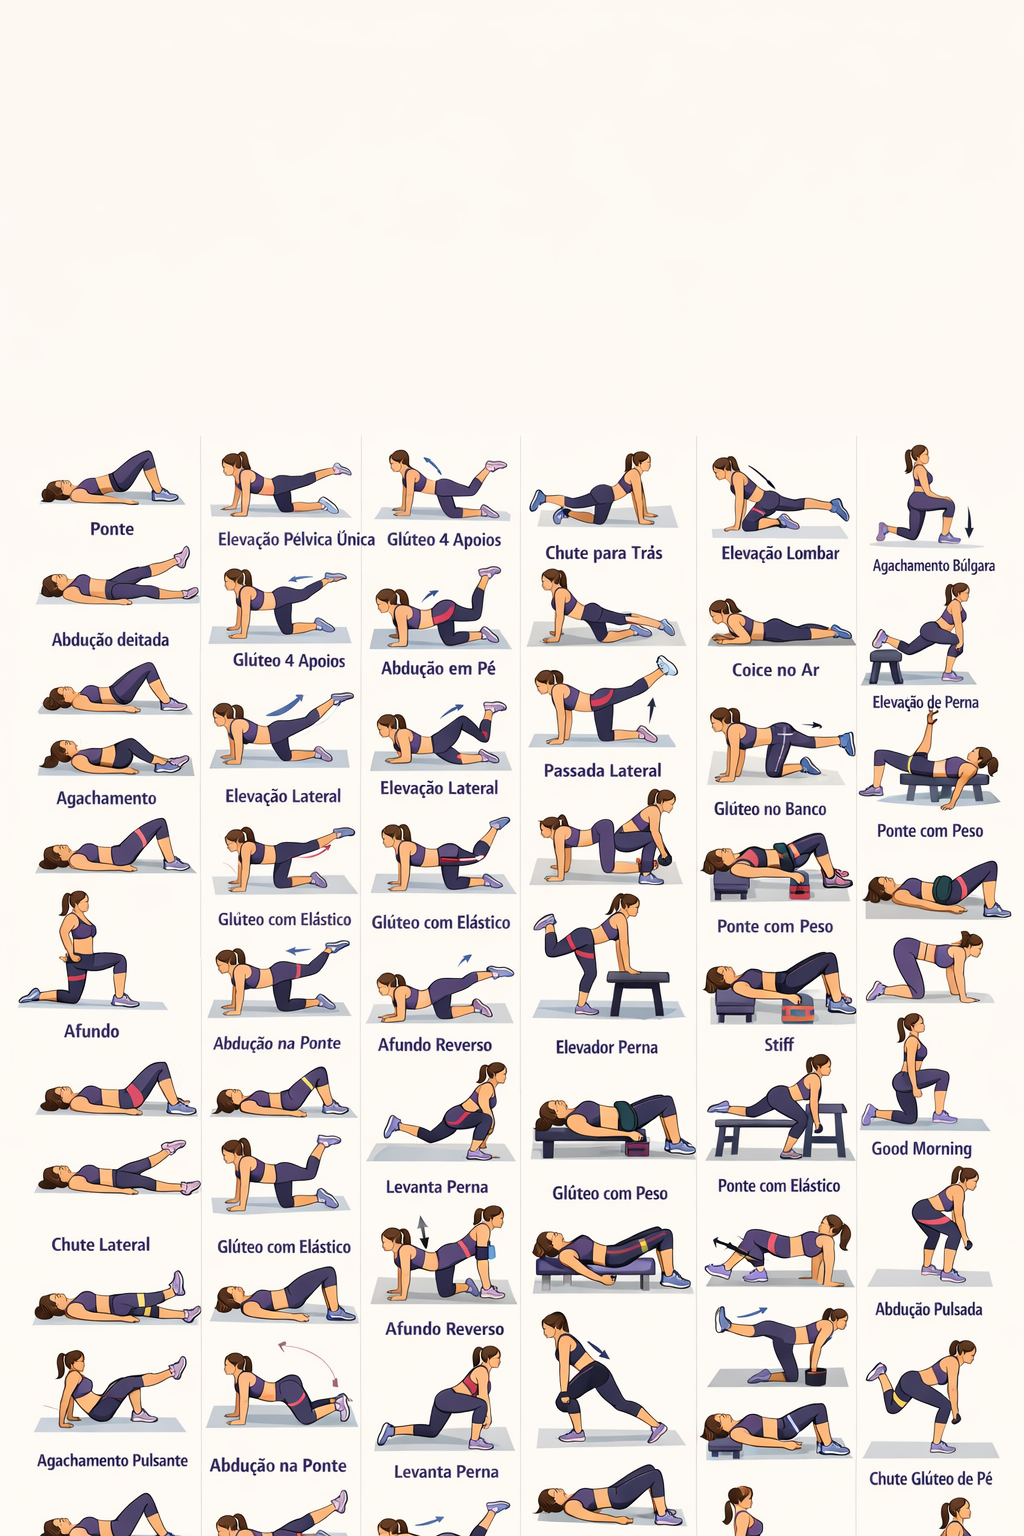 Ponte
Abdução deitada
Agachamento
Afundo
Chute Lateral
Agachamento Pulsante
Elevação Pélvica Única
Glúteo 4 Apoios
Elevação Lateral
Glúteo com Elástico
Abdução na Ponte
Glúteo com Elástico
Abdução na Ponte
Glúteo 4 Apoios
Abdução em Pé
Elevação Lateral
Glúteo com Elástico
Afundo Reverso
Levanta Perna
Afundo Reverso
Levanta Perna
Chute para Trás
Passada Lateral
Elevador Perna
Glúteo com Peso
Elevação Lombar
Coice no Ar
Glúteo no Banco
Ponte com Peso
Stiff
Ponte com Elástico
Agachamento Búlgara
Elevação de Perna
Ponte com Peso
Good Morning
Abdução Pulsada
Chute Glúteo de Pé